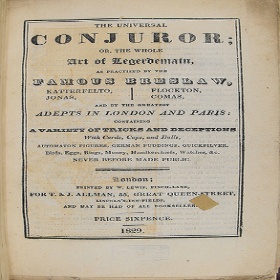 THE UNIVERSAL
CONJUROR;
OR, THE WHOLE
Art of Legerdemain,
AS PRACTISED BY THE
FAMOUS BRESLAW,
KATTERFELTO, FLOCKTON,
JONAS, COMAS,
AND BY THE GREATEST
ADEPTS IN LONDON AND PARIS:
CONTAINING
A VARIETY OF TRICKS AND DECEPTIONS
With Cards, Cups, and Balls,
AUTOMATON FIGURES, GERMAN PUDDINGS, QUICKSILVER,
Birds, Eggs, Rings, Money, Handkerchiefs, Watches, &c.
NEVER BEFORE MADE PUBLIC.
London;
PRINTED BY W. LEWIS, FINCH-LANE,
FOR T. & J. ALLMAN, 55, GREAT QUEEN-STREET,
LINCOLN'S-INN-FIELDS,
AND MAY BE HAD OF ALL BOOKSELLERS
PRICE SIXPENCE.
1829.